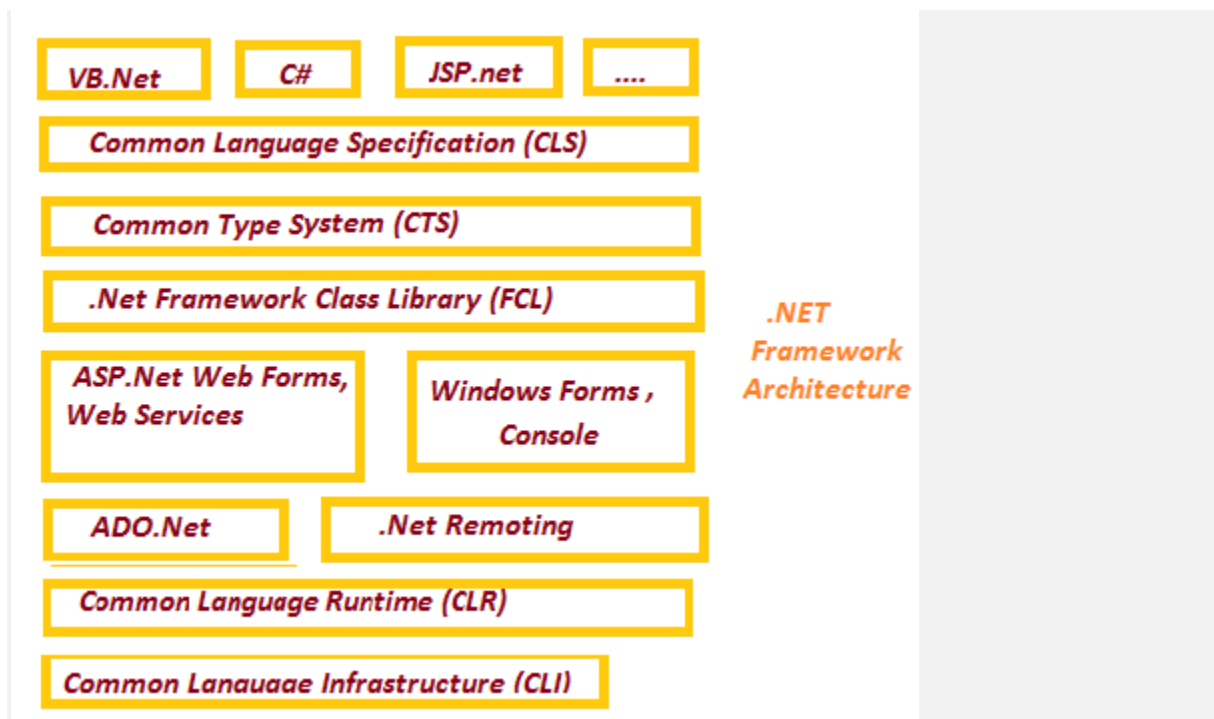 VB.Net C# JSP.net ....
Common Language Specification (CLS)
Common Type System (CTS)
.Net Framework Class Library (FCL)
.NET
Framework
Architecture
ASP.Net Web Forms,
Web Services
Windows Forms ,
Console
ADO.Net .Net Remoting
Common Language Runtime (CLR)
Common Language Infrastructure (CLI)